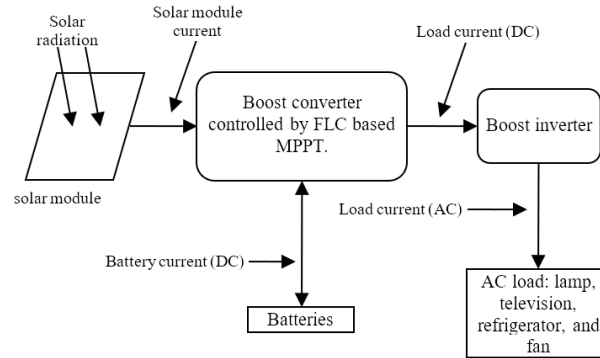 Solar
radiation
Solar module
current
Load current (DC)
Boost converter
controlled by FLC based
MPPT.
Boost inverter
solar module
Load current (AC)
Battery current (DC)
Batteries
AC load: lamp,
television,
refrigerator, and
fan